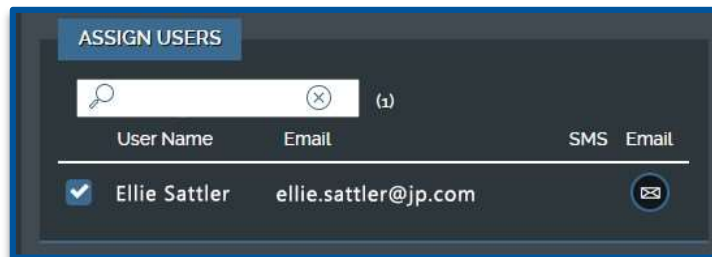 ASSIGN USERS
(1)
User Name Email SMS Email
Ellie Sattler ellie.sattler@jp.com